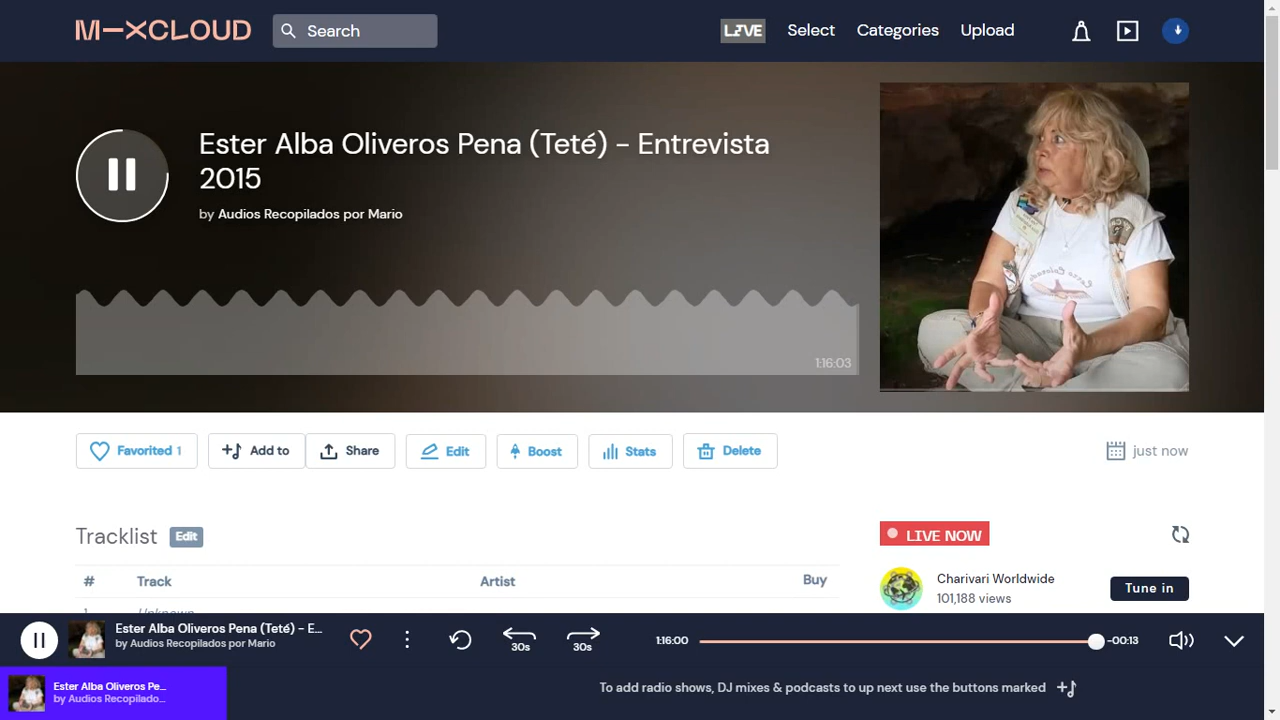 MIXCLOUD
Search
LIVE
Select
Categories
Upload
Ester Alba Oliveros Pena (Teté) - Entrevista
2015
by Audios Recopilados por Mario
1:16:03
Favorited 1
Add to
Share
Edit
Boost
Stats
Delete
just now
Tracklist
Edit
LIVE NOW
# Track Artist Buy
Charivari Worldwide
101,188 views
Tune in
1 Unknown
Ester Alba Oliveros Pena (Teté) - E...
by Audios Recopilados por Mario
30s
30s
1:16:00
-00:13
Ester Alba Oliveros Pe...
by Audios Recopilado...
To add radio shows, DJ mixes & podcasts to up next use the buttons marked